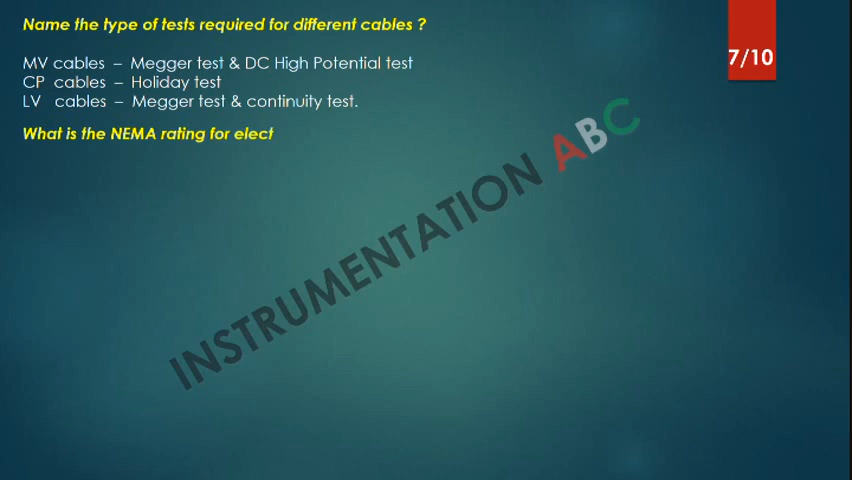 Name the type of tests required for different cables ?
7/10
MV cables – Megger test & DC High Potential test
CP cables – Holiday test
LV cables – Megger test & continuity test.
What is the NEMA rating for elect
INSTRUMENTATION ABC